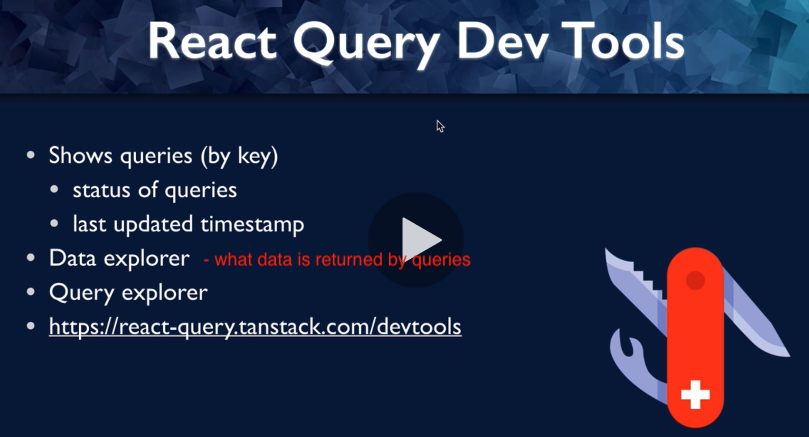 React Query Dev Tools
• Shows queries (by key)
• status of queries
• last updated timestamp
• Data explorer - what data is returned by queries
• Query explorer
• https://react-query.tanstack.com/devtools